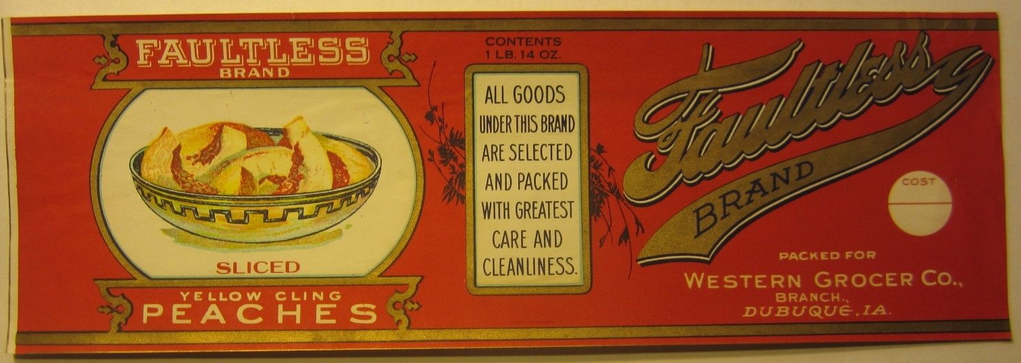 FAULTLESS
BRAND
SLICED
YELLOW CLING
PEACHES
CONTENTS
1 LB. 14 OZ.
ALL GOODS
UNDER THIS BRAND
ARE SELECTED
AND PACKED
WITH GREATEST
CARE AND
CLEANLINESS.
Faultless
BRAND
COST
PACKED FOR
WESTERN GROCER CO.,
BRANCH.,
DUBUQUE, IA.